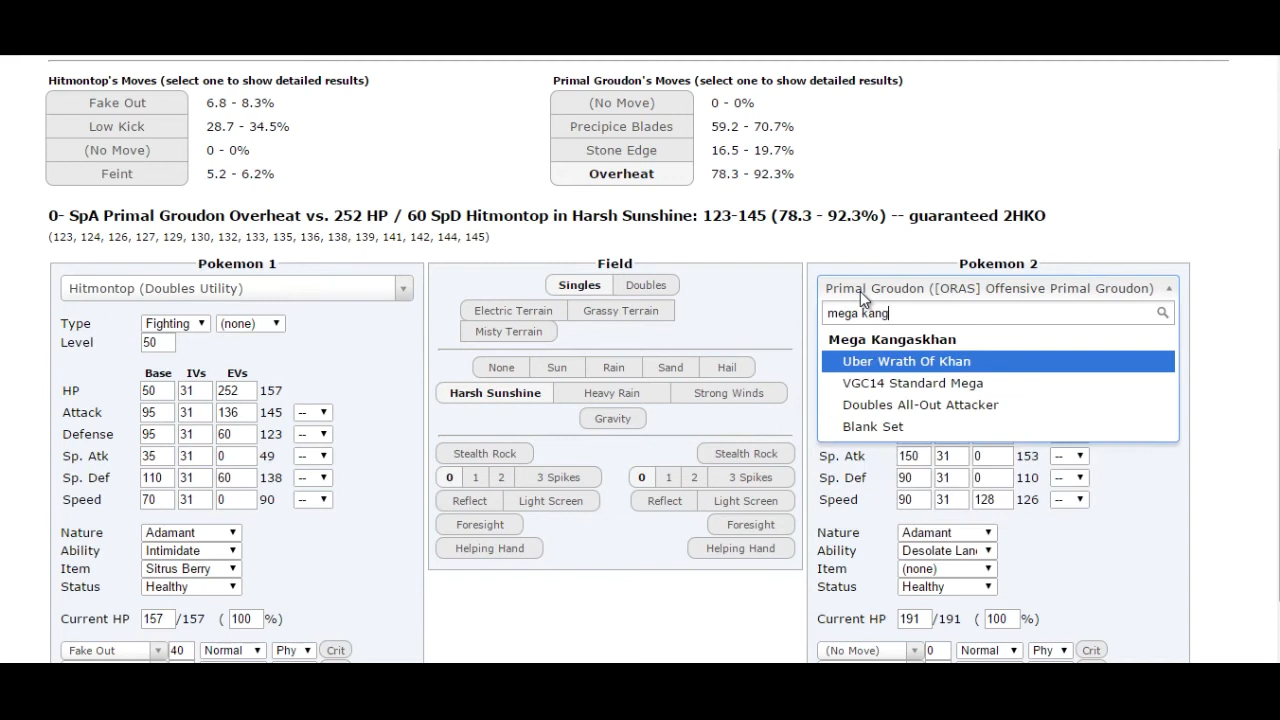 Hitmontop's Moves (select one to show detailed results)
Fake Out 6.8 - 8.3%
Low Kick 28.7 - 34.5%
(No Move) 0 - 0%
Feint 5.2 - 6.2%
Primal Groudon's Moves (select one to show detailed results)
(No Move) 0 - 0%
Precipice Blades 59.2 - 70.7%
Stone Edge 16.5 - 19.7%
Overheat 78.3 - 92.3%
0- SpA Primal Groudon Overheat vs. 252 HP / 60 SpD Hitmontop in Harsh Sunshine: 123-145 (78.3 - 92.3%) -- guaranteed 2HKO
(123, 124, 126, 127, 129, 130, 132, 133, 135, 136, 138, 139, 141, 142, 144, 145)
Pokemon 1
Hitmontop (Doubles Utility)
Type Fighting (none)
Level 50
Base IVs EVs
HP 50 31 252 157
Attack 95 31 136 145 --
Defense 95 31 60 123 --
Sp. Atk 35 31 0 49 --
Sp. Def 110 31 60 138 --
Speed 70 31 0 90 --
Nature Adamant
Ability Intimidate
Item Sitrus Berry
Status Healthy
Current HP 157 /157 ( 100 %)
Fake Out 40 Normal Phy Crit
Field
Singles Doubles
Electric Terrain Grassy Terrain
Misty Terrain
None Sun Rain Sand Hail
Harsh Sunshine Heavy Rain Strong Winds
Gravity
Stealth Rock Stealth Rock
0 1 2 3 Spikes 0 1 2 3 Spikes
Reflect Light Screen Reflect Light Screen
Foresight Foresight
Helping Hand Helping Hand
Pokemon 2
Primal Groudon ([ORAS] Offensive Primal Groudon)
mega kang
Mega Kangaskhan
Uber Wrath Of Khan
VGC14 Standard Mega
Doubles All-Out Attacker
Blank Set
Sp. Atk 150 31 0 153 --
Sp. Def 90 31 0 110 --
Speed 90 31 128 126 --
Nature Adamant
Ability Desolate Lan
Item (none)
Status Healthy
Current HP 191 /191 ( 100 %)
(No Move) 0 Normal Phy Crit